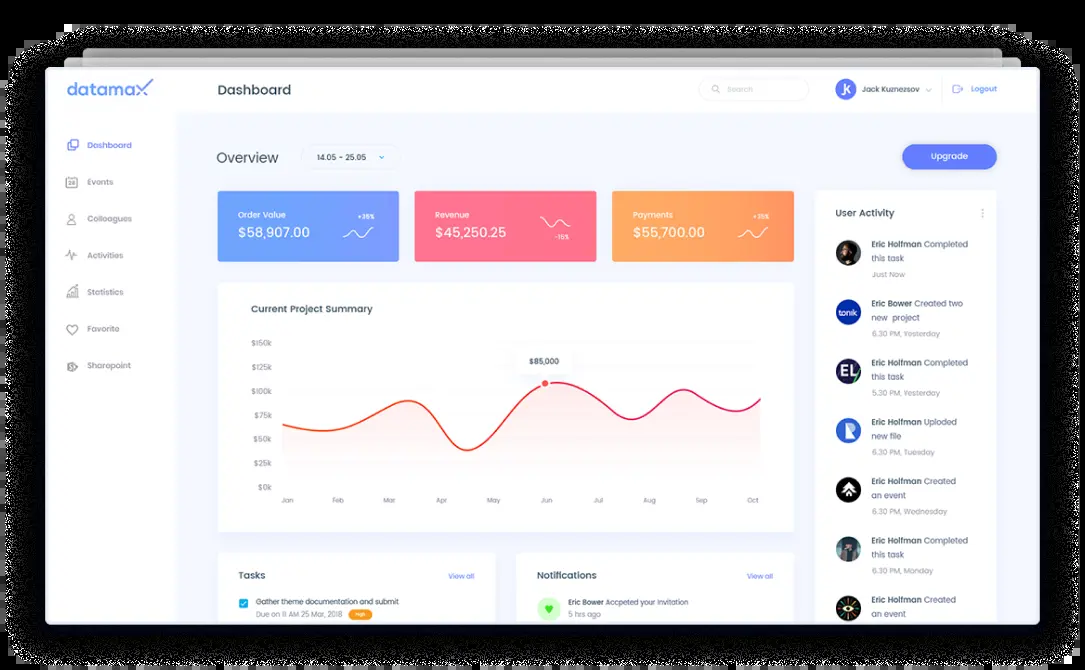 datamax
Dashboard
Search
Jk
Jack Kuznezsov
Logout
Dashboard
Events
Colleagues
Activities
Statistics
Favorite
Sharepoint
Overview
14.05 - 25.05
Upgrade
Order Value
$58,907.00
+35%
Revenue
$45,250.25
-15%
Payments
$55,700.00
+35%
Current Project Summary
$150k
$125k
$100k
$75k
$50k
$25k
$0k
$85,000
Jan
Feb
Mar
Apr
May
Jun
Jul
Aug
Sep
Oct
User Activity
Eric Holfman Completed
this task
Just Now
tonik
Eric Bower Created two
new project
6.30 PM, Yesterday
EL
Eric Holfman Completed
this task
5.30 PM, Yesterday
Eric Holfman Uploded
new file
6.30 PM, Tuesday
Eric Holfman Created
an event
6.30 PM, Wednesday
Eric Holfman Completed
this task
6.30 PM, Monday
Eric Holfman Created
an event
Tasks
View all
Gather theme documentation and submit
Due on 11 AM 25 Mar, 2018
High
Notifications
View all
Eric Bower Accpeted your Invitation
5 hrs ago